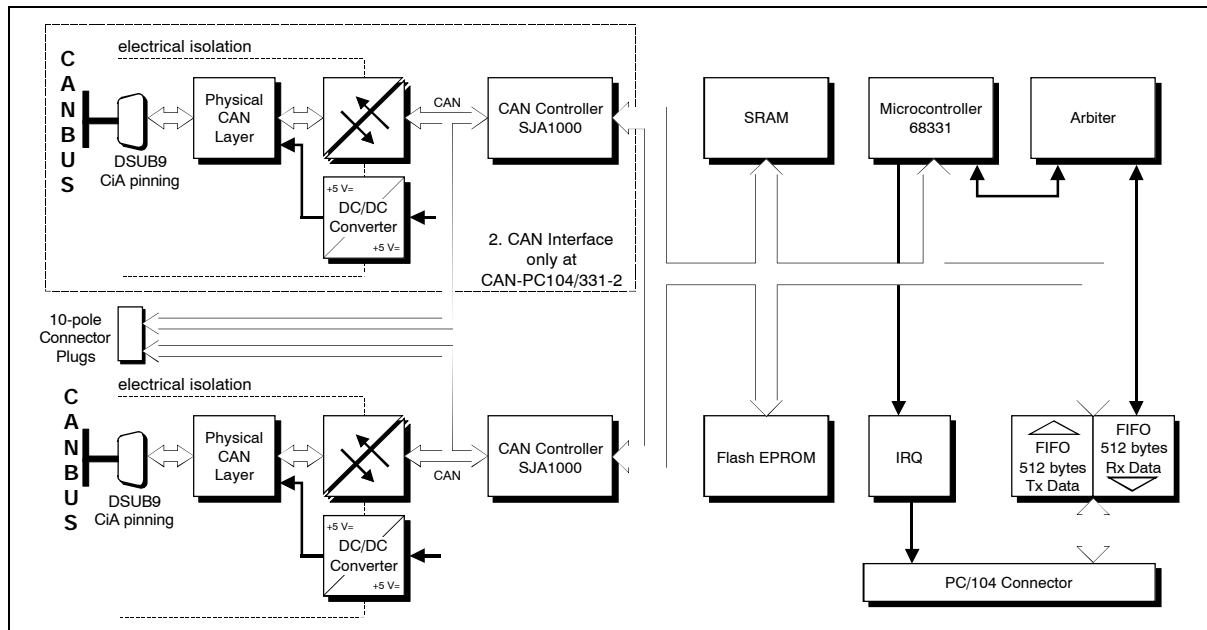 electrical isolation
C
A
N
B
U
S
DSUB9
CiA pinning
Physical
CAN
Layer
CAN
CAN Controller
SJA1000
+5 V=
DC/DC
Converter
+5 V=
2. CAN Interface
only at
CAN-PC104/331-2
SRAM
Microcontroller
68331
Arbiter
10-pole
Connector
Plugs
electrical isolation
C
A
N
B
U
S
DSUB9
CiA pinning
Physical
CAN
Layer
CAN
CAN Controller
SJA1000
+5 V=
DC/DC
Converter
+5 V=
Flash EPROM
IRQ
FIFO
512 bytes
Tx Data
FIFO
512 bytes
Rx Data
PC/104 Connector